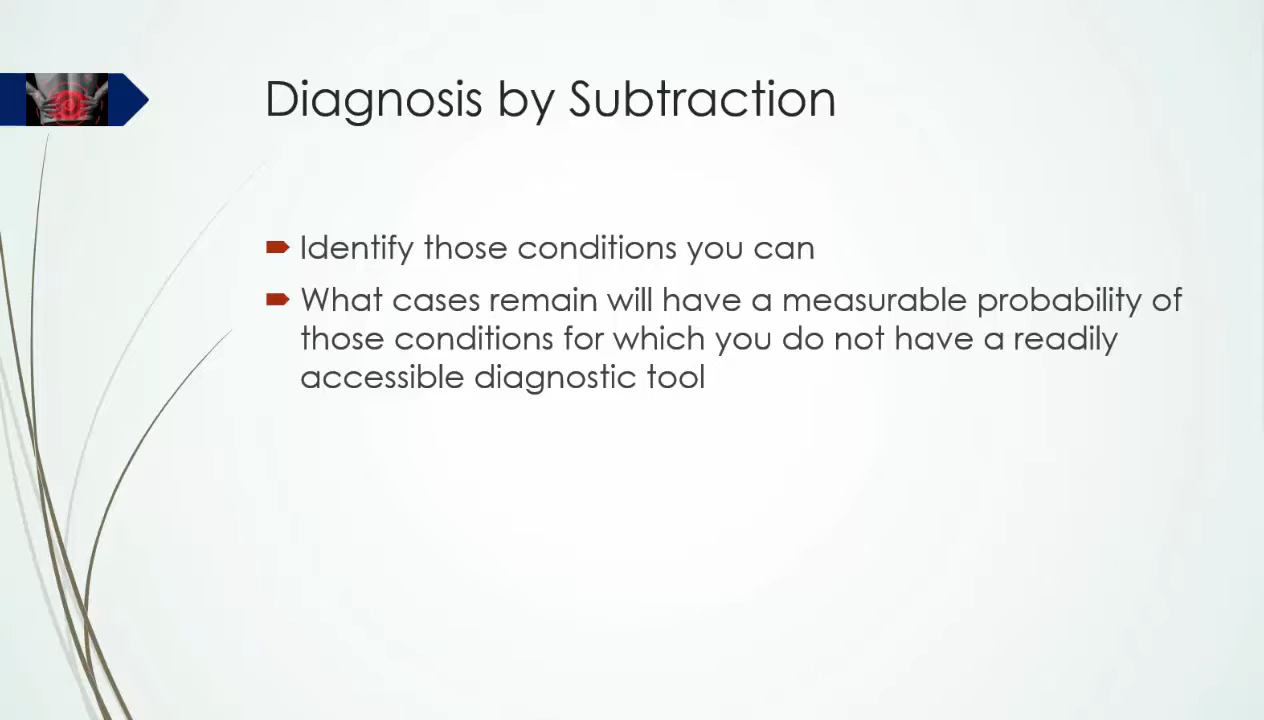 Diagnosis by Subtraction
Identify those conditions you can
What cases remain will have a measurable probability of
those conditions for which you do not have a readily
accessible diagnostic tool